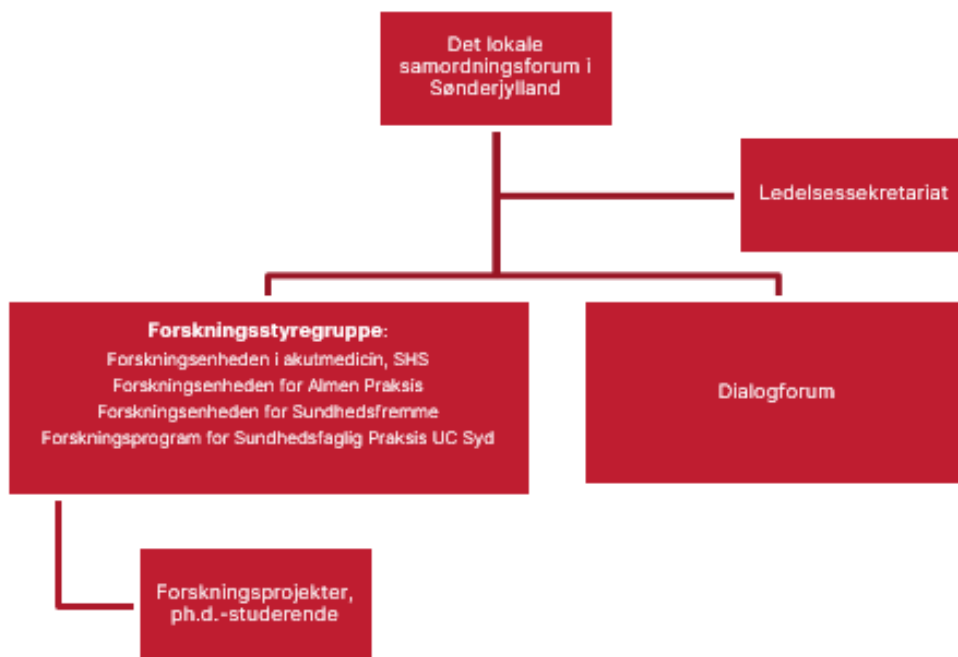 Det lokale
samordningsforum i
Sønderjylland
Ledelsessekretariat
Forskningsstyregruppe:
Forskningsenheden i akutmedicin, SHS
Forskningsenheden for Almen Praksis
Forskningsenheden for Sundhedsfremme
Forskningsprogram for Sundhedsfaglig Praksis UC Syd
Dialogforum
Forskningsprojekter,
ph.d.-studerende